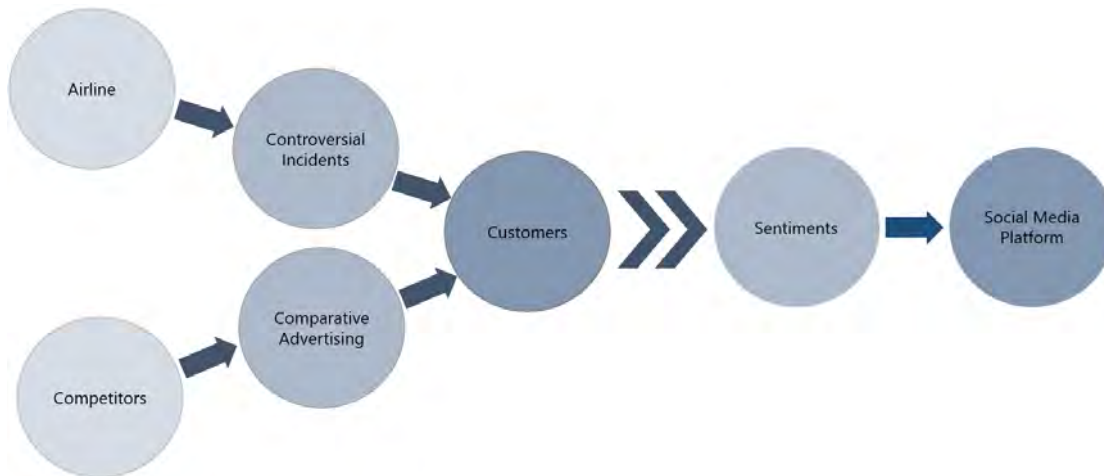 Airline
Controversial
Incidents
Customers
Sentiments
Social Media
Platform
Comparative
Advertising
Competitors